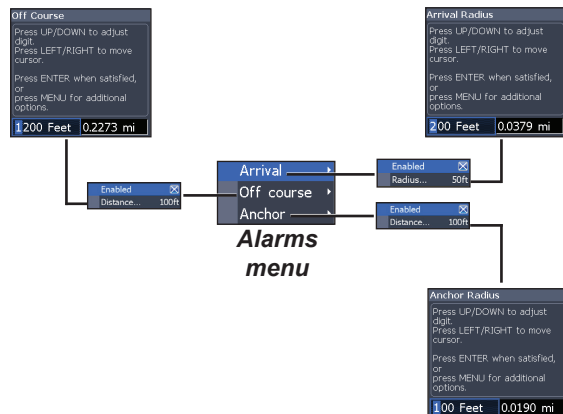 Off Course
Press UP/DOWN to adjust
digit.
Press LEFT/RIGHT to move
cursor.
Press ENTER when satisfied,
or
press MENU for additional
options.
1200 Feet 0.2273 mi
Arrival Radius
Press UP/DOWN to adjust
digit.
Press LEFT/RIGHT to move
cursor.
Press ENTER when satisfied,
or
press MENU for additional
options.
200 Feet 0.0379 mi
Enabled
Distance... 100ft
Arrival
Off course
Anchor
Alarms
menu
Enabled
Radius... 50ft
Enabled
Distance... 100ft
Anchor Radius
Press UP/DOWN to adjust
digit.
Press LEFT/RIGHT to move
cursor.
Press ENTER when satisfied,
or
press MENU for additional
options.
100 Feet 0.0190 mi